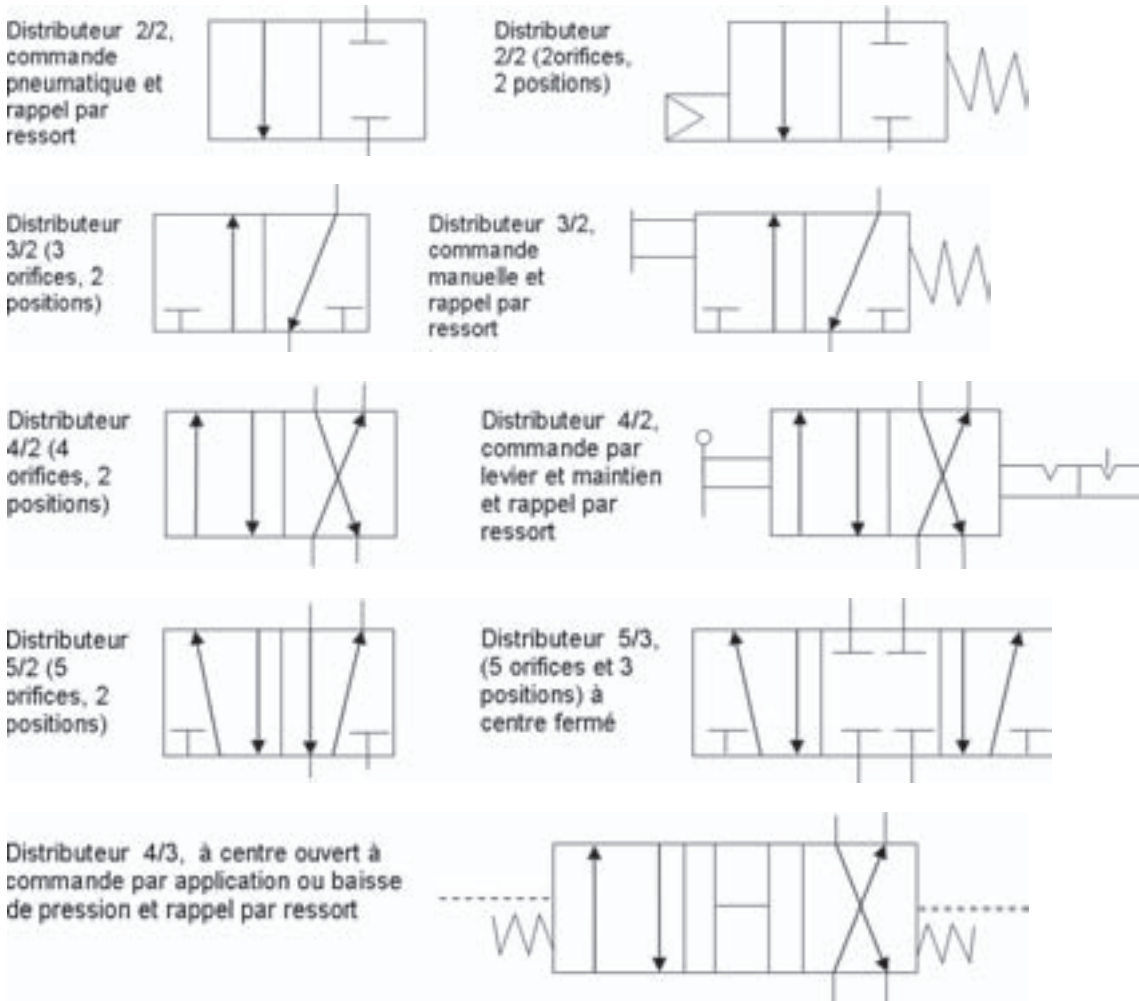 Distributeur 2/2,
commande
pneumatique et
rappel par
ressort
Distributeur
2/2 (2orifices,
2 positions)
Distributeur
3/2 (3
orifices, 2
positions)
Distributeur 3/2,
commande
manuelle et
rappel par
ressort
Distributeur
4/2 (4
orifices, 2
positions)
Distributeur 4/2,
commande par
levier et maintien
et rappel par
ressort
Distributeur
5/2 (5
orifices, 2
positions)
Distributeur 5/3,
(5 orifices et 3
positions) à
centre fermé
Distributeur 4/3, à centre ouvert à
commande par application ou baisse
de pression et rappel par ressort